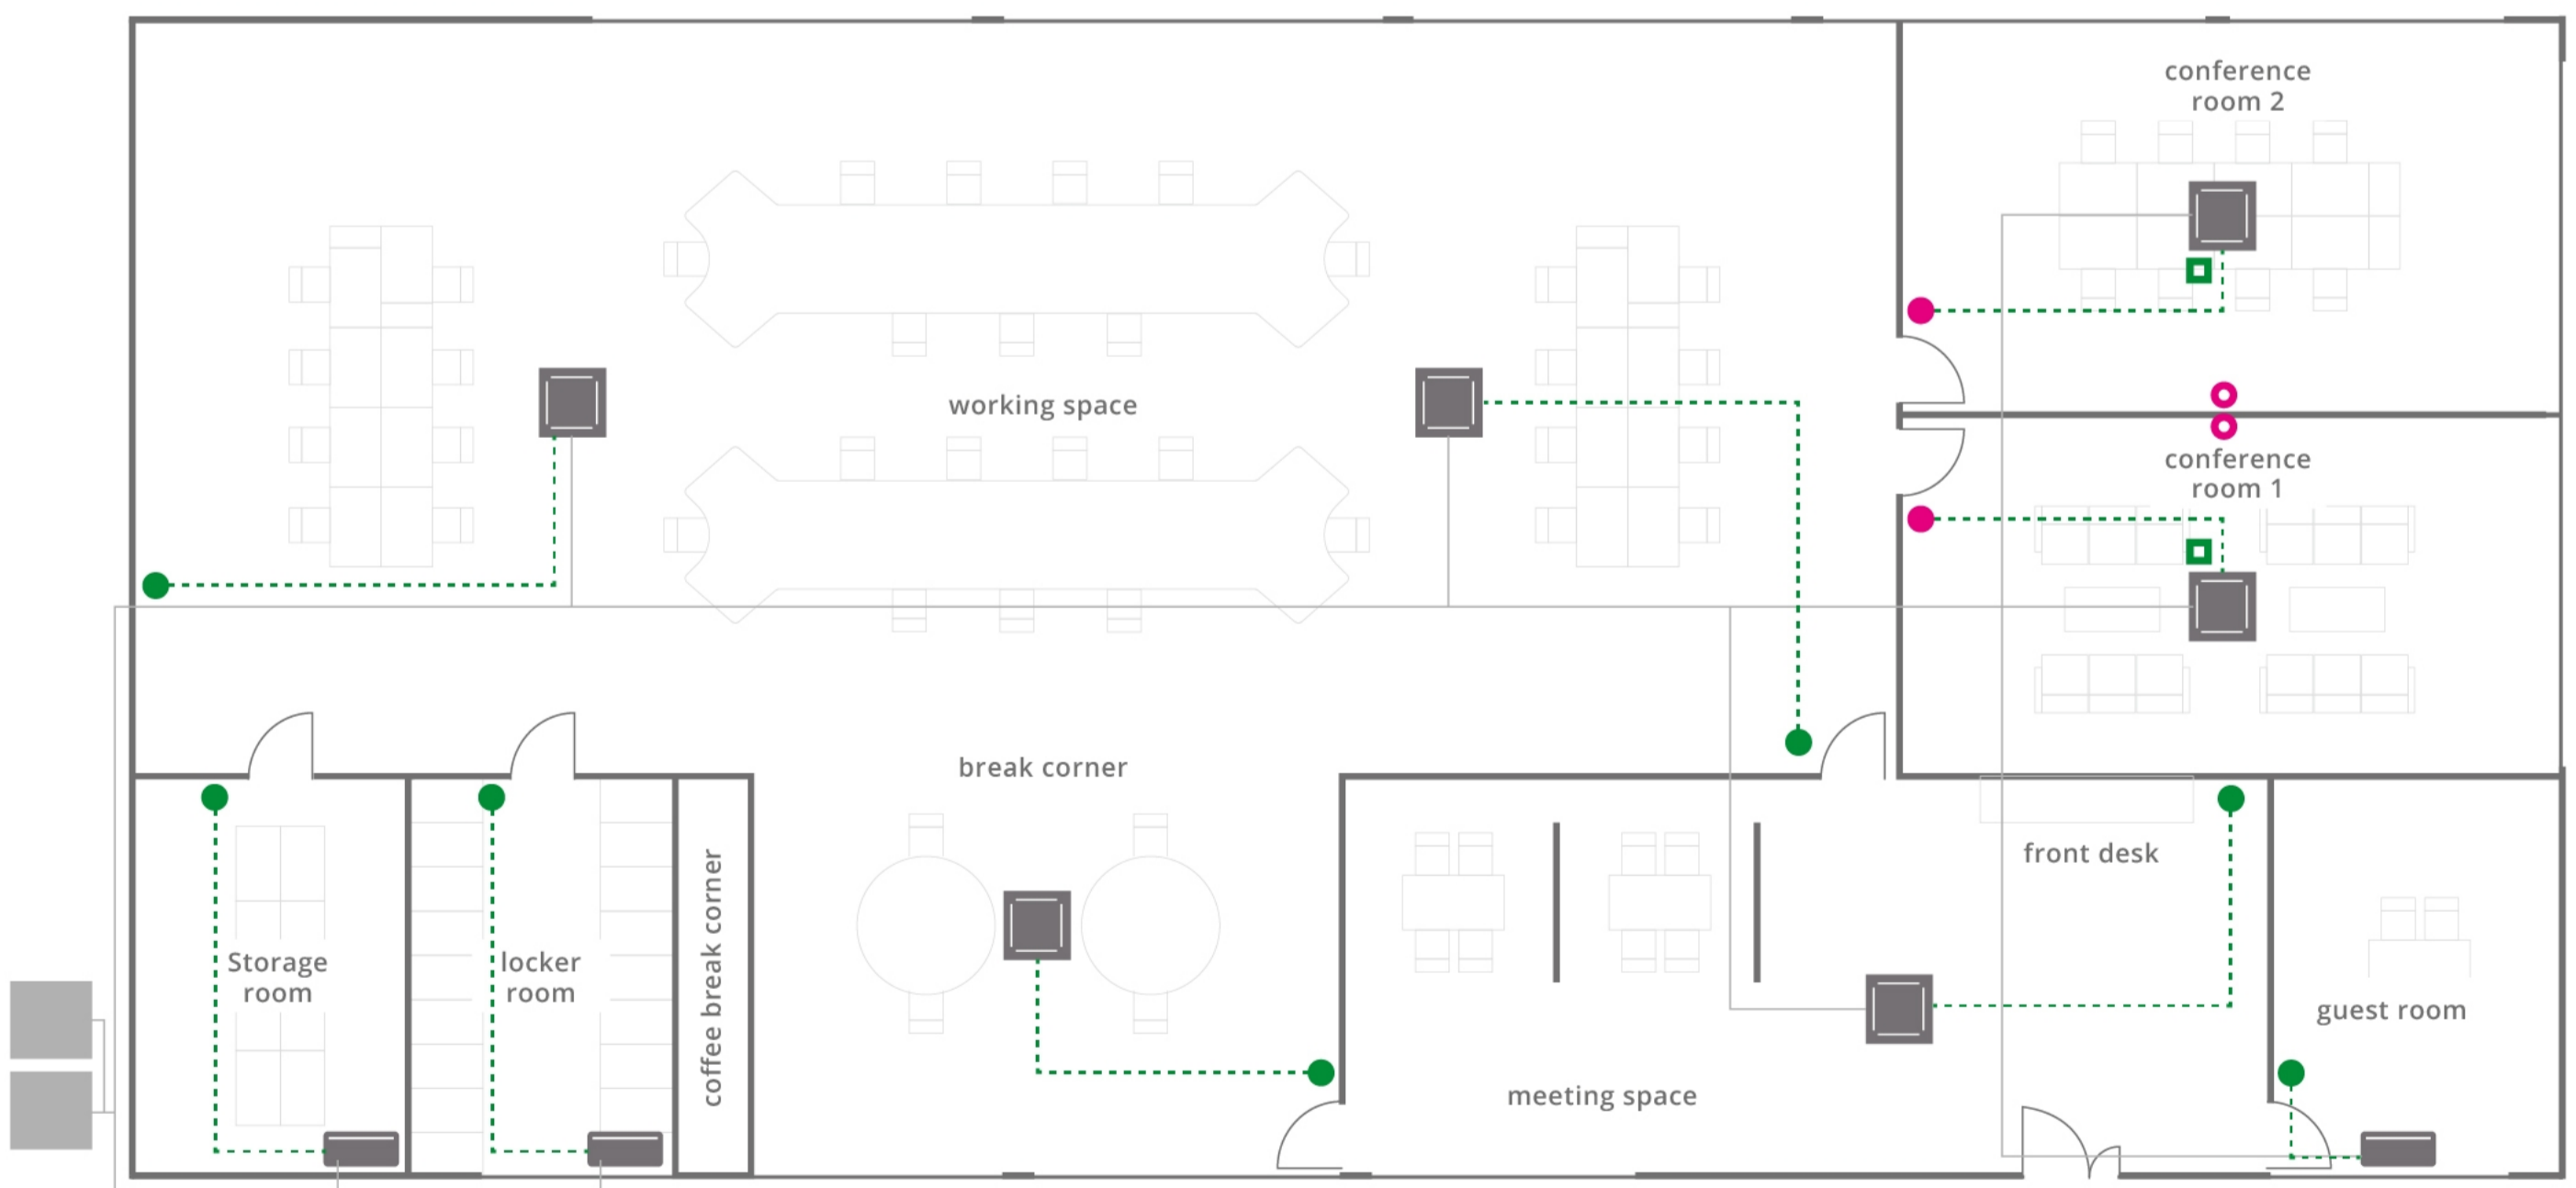 conference
room 2
working space
conference
room 1
break corner
front desk
coffee break corner
Storage
room
locker
room
guest room
meeting space